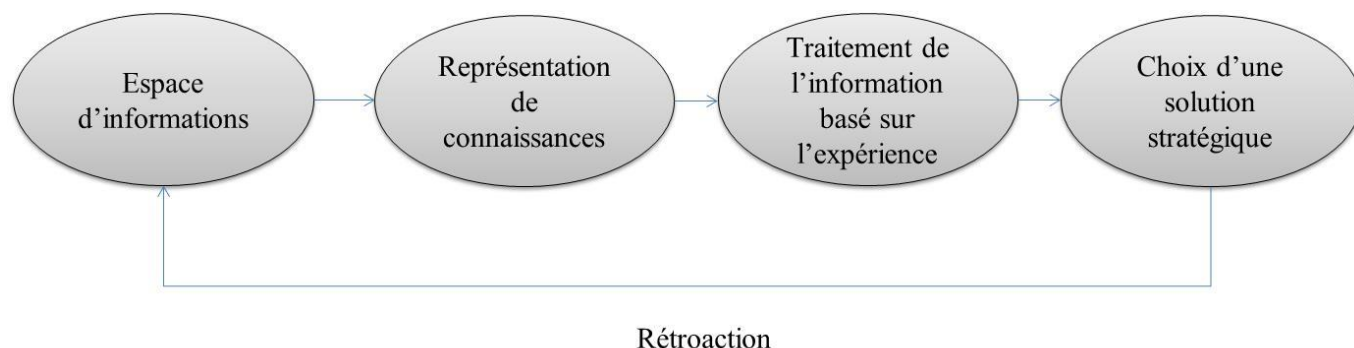 Espace
d’informations
Représentation
de
connaissances
Traitement de
l’information
basé sur
l’expérience
Choix d’une
solution
stratégique
Rétroaction